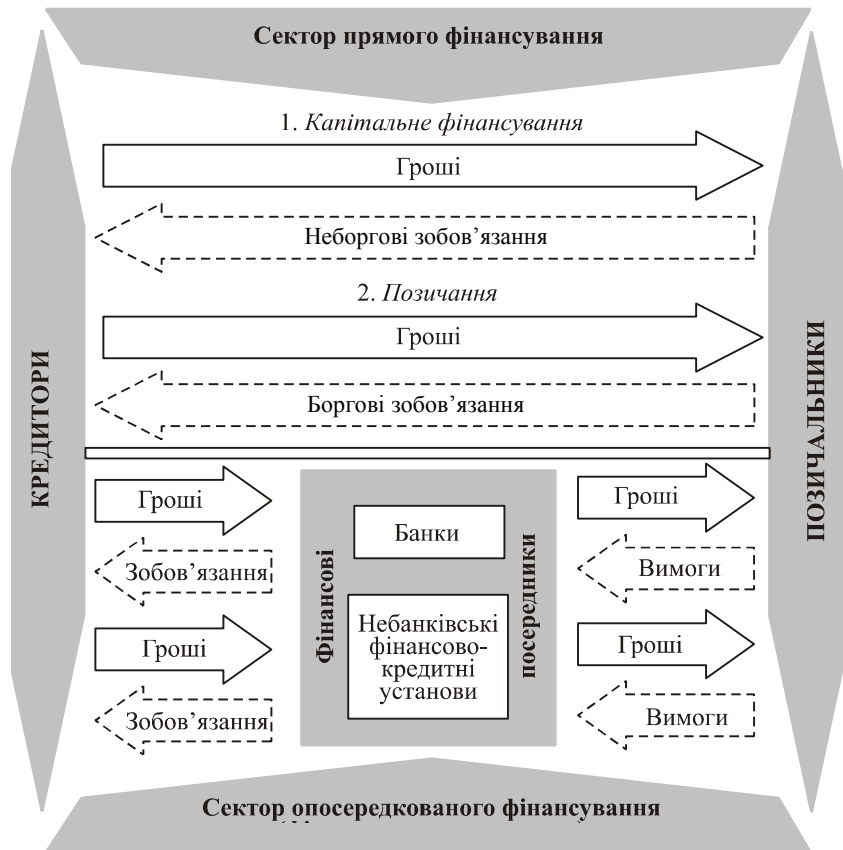 Сектор прямого фінансування
1. Капітальне фінансування
Гроші
Неборгові зобов’язання
2. Позичання
Гроші
Боргові зобов’язання
КРЕДИТОРИ
ПОЗИЧАЛЬНИКИ
Гроші
Зобов’язання
Гроші
Зобов’язання
Фінансові
Банки
Небанківські
фінансово-
кредитні
установи
посередники
Гроші
Вимоги
Гроші
Вимоги
Сектор опосередкованого фінансування